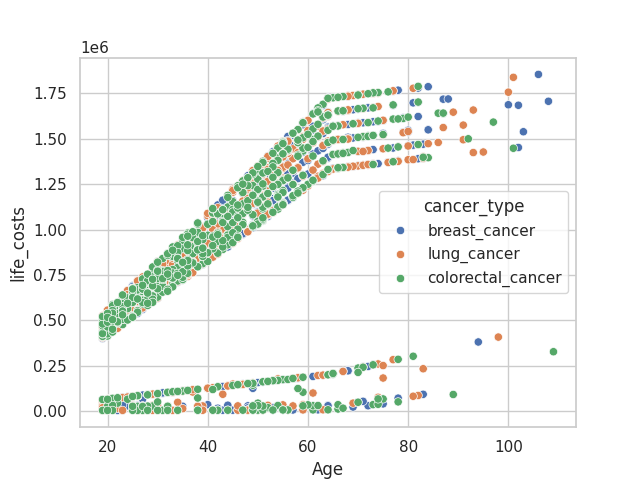 1e6
1.75
1.50
1.25
1.00
0.75
0.50
0.25
0.00
life_costs
cancer_type
breast_cancer
lung_cancer
colorectal_cancer
20 40 60 80 100
Age